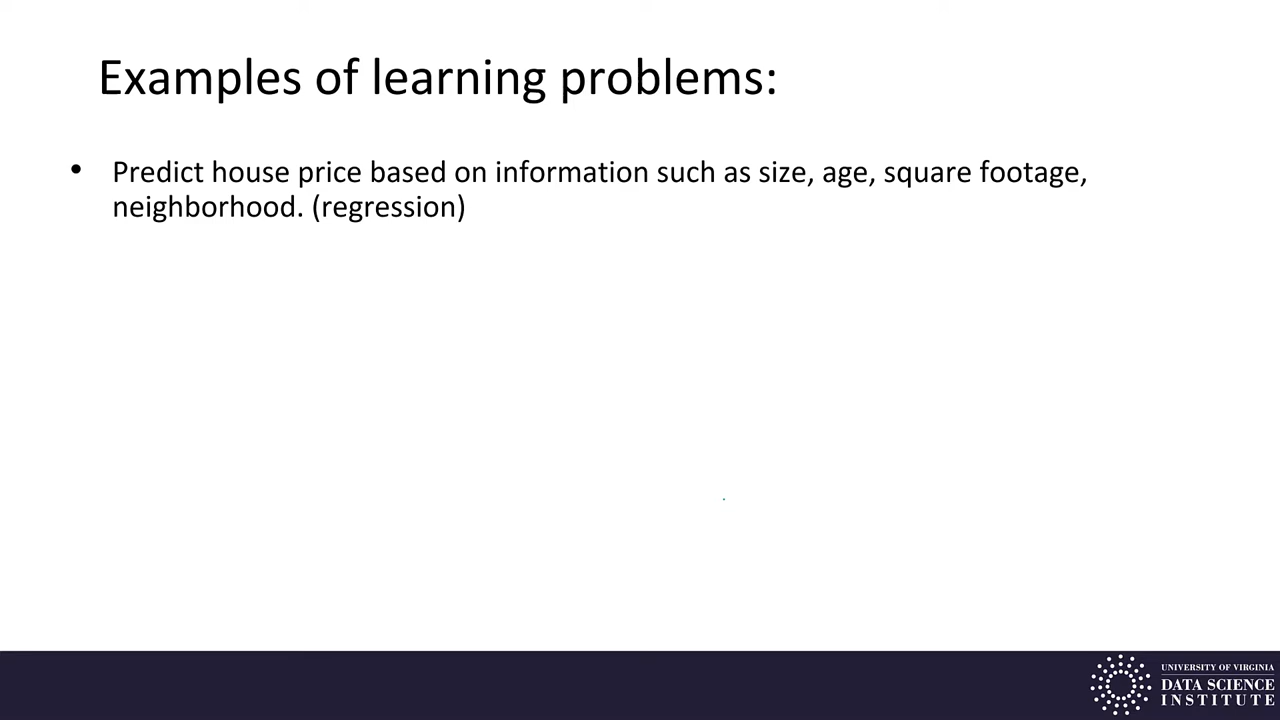 Examples of learning problems:
• Predict house price based on information such as size, age, square footage,
neighborhood. (regression)
UNIVERSITY OF VIRGINIA
DATA SCIENCE
INSTITUTE